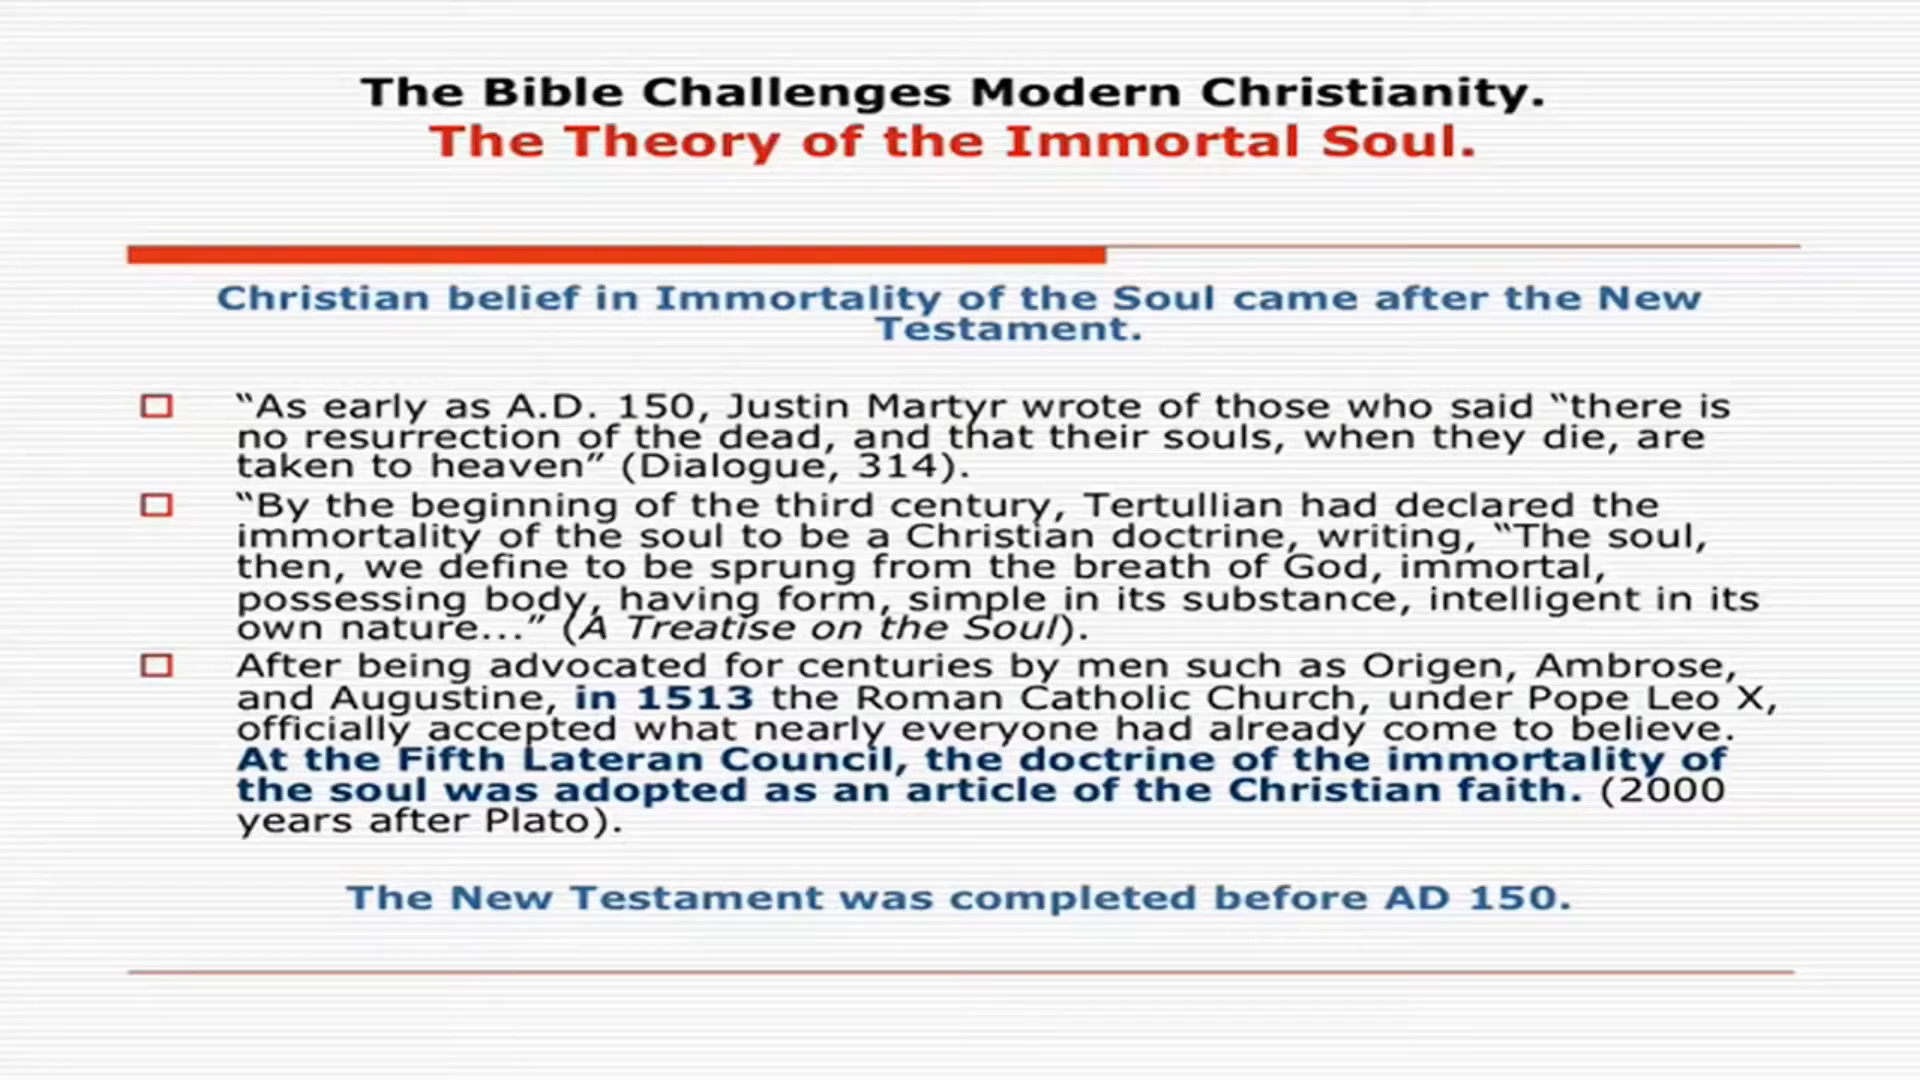 The Bible Challenges Modern Christianity.
The Theory of the Immortal Soul.
Christian belief in Immortality of the Soul came after the New
Testament.
“As early as A.D. 150, Justin Martyr wrote of those who said “there is
no resurrection of the dead, and that their souls, when they die, are
taken to heaven” (Dialogue, 314).
“By the beginning of the third century, Tertullian had declared the
immortality of the soul to be a Christian doctrine, writing, “The soul,
then, we define to be sprung from the breath of God, immortal,
possessing body, having form, simple in its substance, intelligent in its
own nature...” (A Treatise on the Soul).
After being advocated for centuries by men such as Origen, Ambrose,
and Augustine, in 1513 the Roman Catholic Church, under Pope Leo X,
officially accepted what nearly everyone had already come to believe.
At the Fifth Lateran Council, the doctrine of the immortality of
the soul was adopted as an article of the Christian faith. (2000
years after Plato).
The New Testament was completed before AD 150.